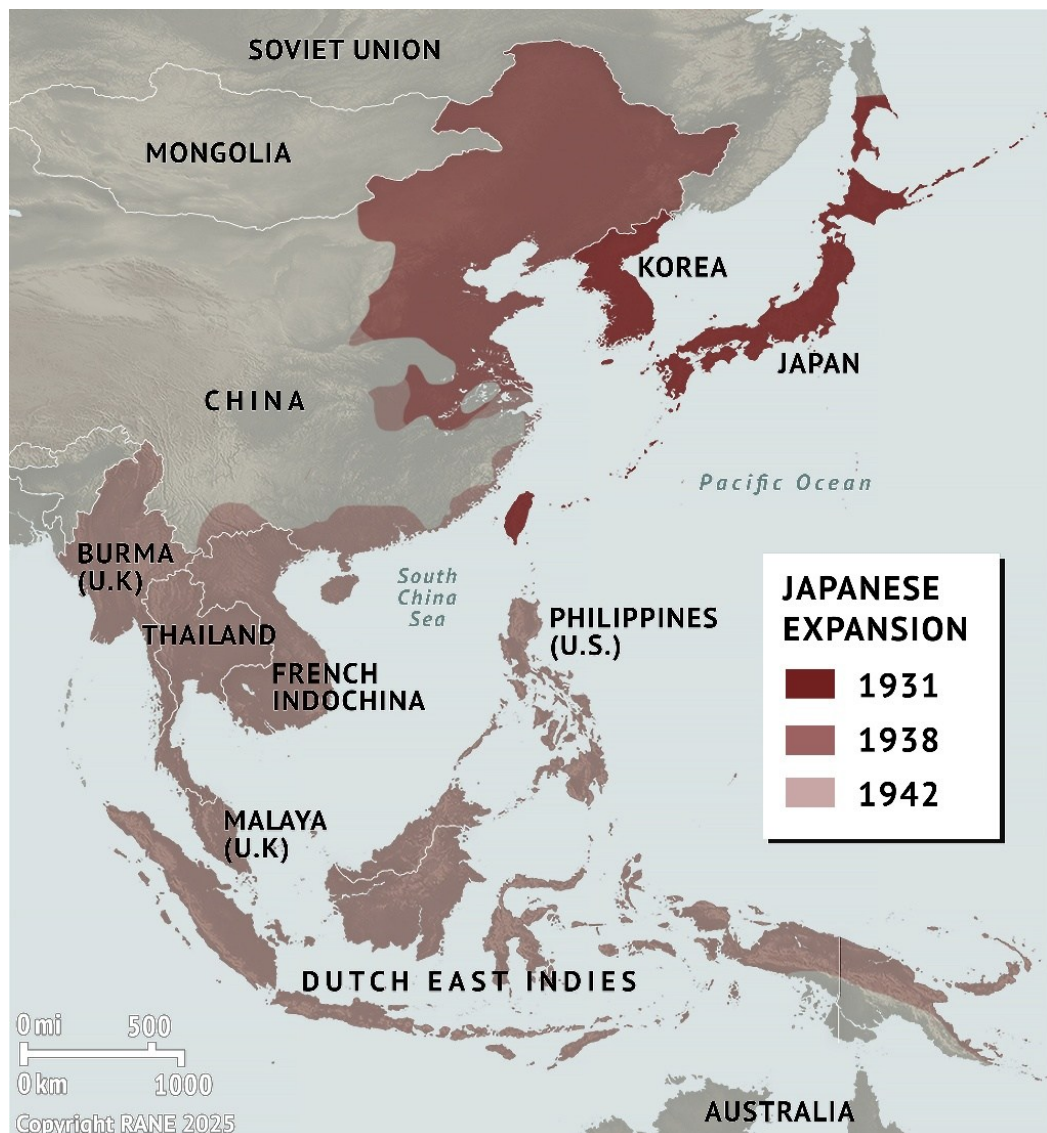 SOVIET UNION
MONGOLIA
KOREA
JAPAN
CHINA
Pacific Ocean
BURMA
(U.K)
South
China
Sea
JAPANESE
EXPANSION
1931
1938
1942
PHILIPPINES
(U.S.)
THAILAND
FRENCH
INDOCHINA
MALAYA
(U.K)
DUTCH EAST INDIES
0 mi 500
0 km 1000
AUSTRALIA
Copyright RANE 2025